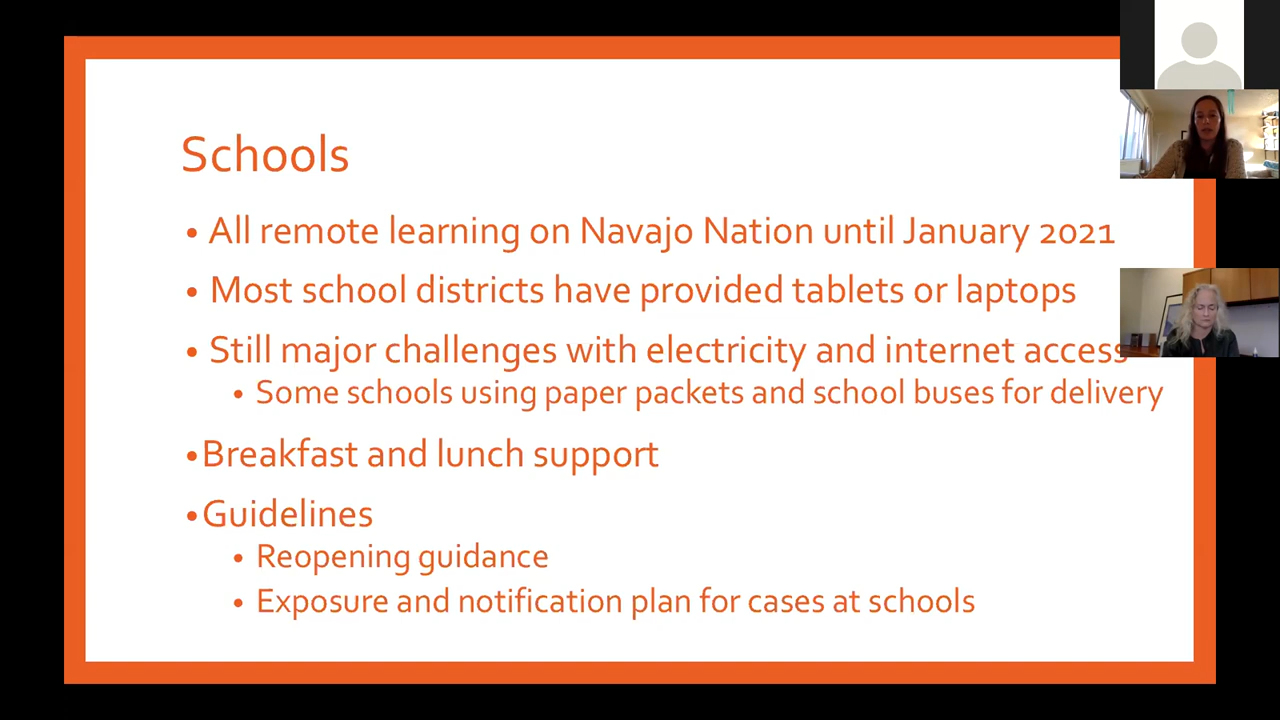 Schools
• All remote learning on Navajo Nation until January 2021
• Most school districts have provided tablets or laptops
• Still major challenges with electricity and internet access
• Some schools using paper packets and school buses for delivery
•Breakfast and lunch support
•Guidelines
• Reopening guidance
• Exposure and notification plan for cases at schools